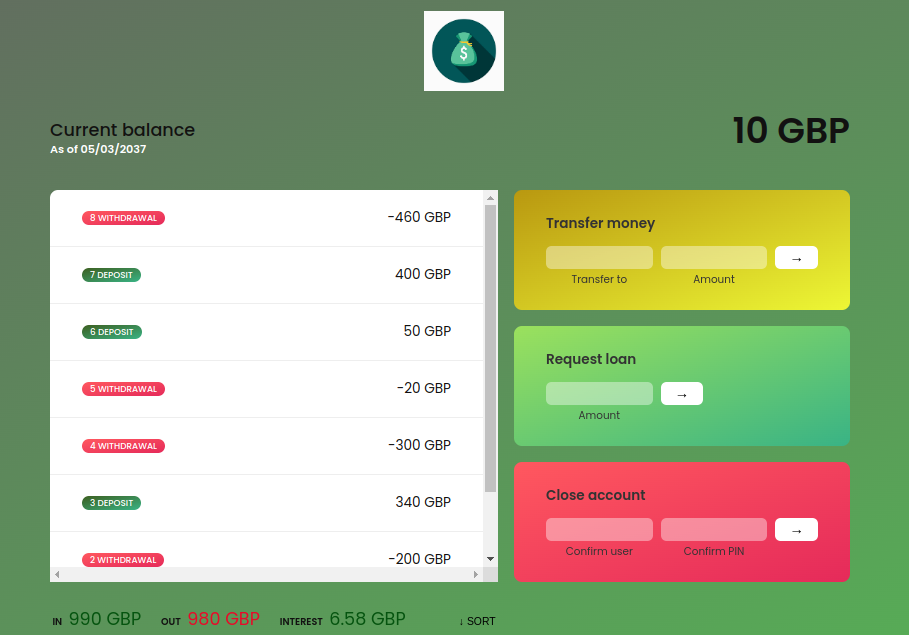 $
Current balance
As of 05/03/2037
10 GBP
8 WITHDRAWAL -460 GBP
7 DEPOSIT 400 GBP
6 DEPOSIT 50 GBP
5 WITHDRAWAL -20 GBP
4 WITHDRAWAL -300 GBP
3 DEPOSIT 340 GBP
2 WITHDRAWAL -200 GBP
Transfer money
→
Transfer to Amount
Request loan
→
Amount
Close account
→
Confirm user Confirm PIN
IN 990 GBP OUT 980 GBP INTEREST 6.58 GBP ↓ SORT